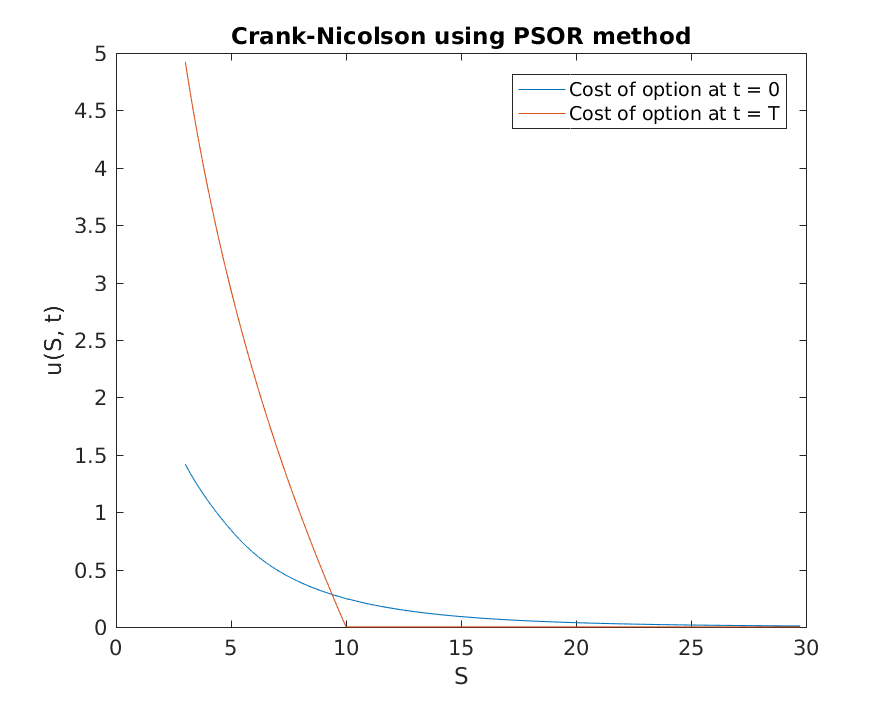 Crank-Nicolson using PSOR method
Cost of option at t = 0
Cost of option at t = T
5
4.5
4
3.5
3
2.5
2
1.5
1
0.5
0
u(S, t)
0 5 10 15 20 25 30
S